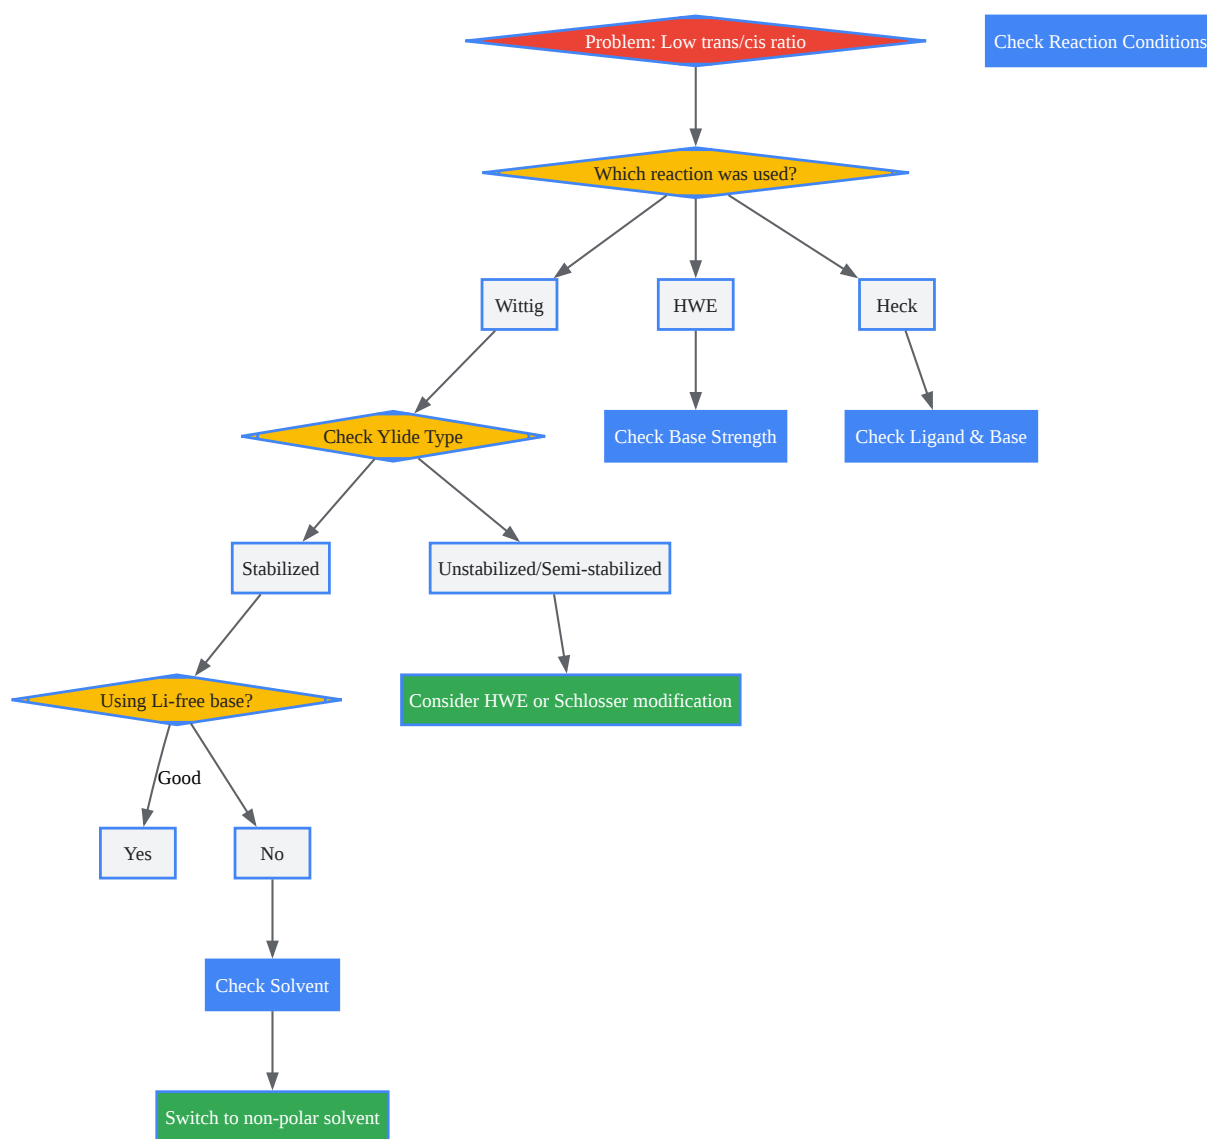 Problem: Low trans/cis ratio
Check Reaction Conditions
Which reaction was used?
Wittig
HWE
Heck
Check Ylide Type
Check Base Strength
Check Ligand & Base
Stabilized
Unstabilized/Semi-stabilized
Using Li-free base?
Consider HWE or Schlosser modification
Good
Yes
No
Check Solvent
Switch to non-polar solvent